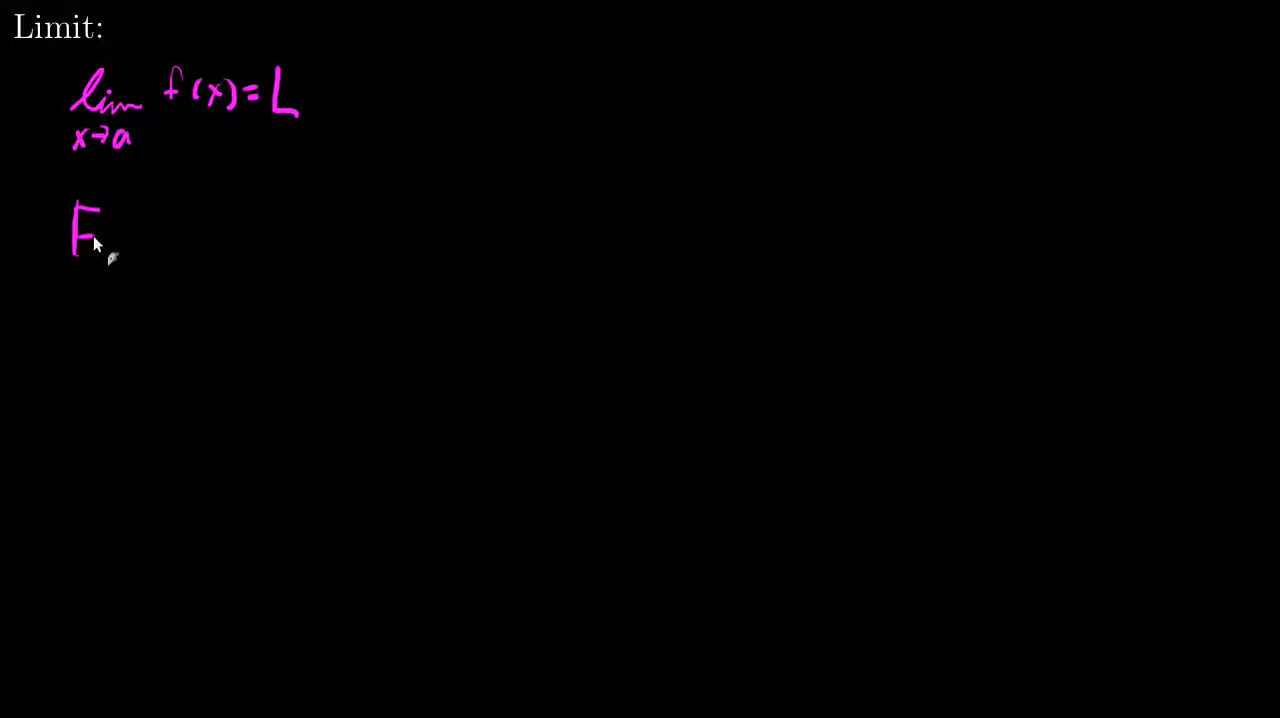 Limit:
lim f(x) = L
x→a
F